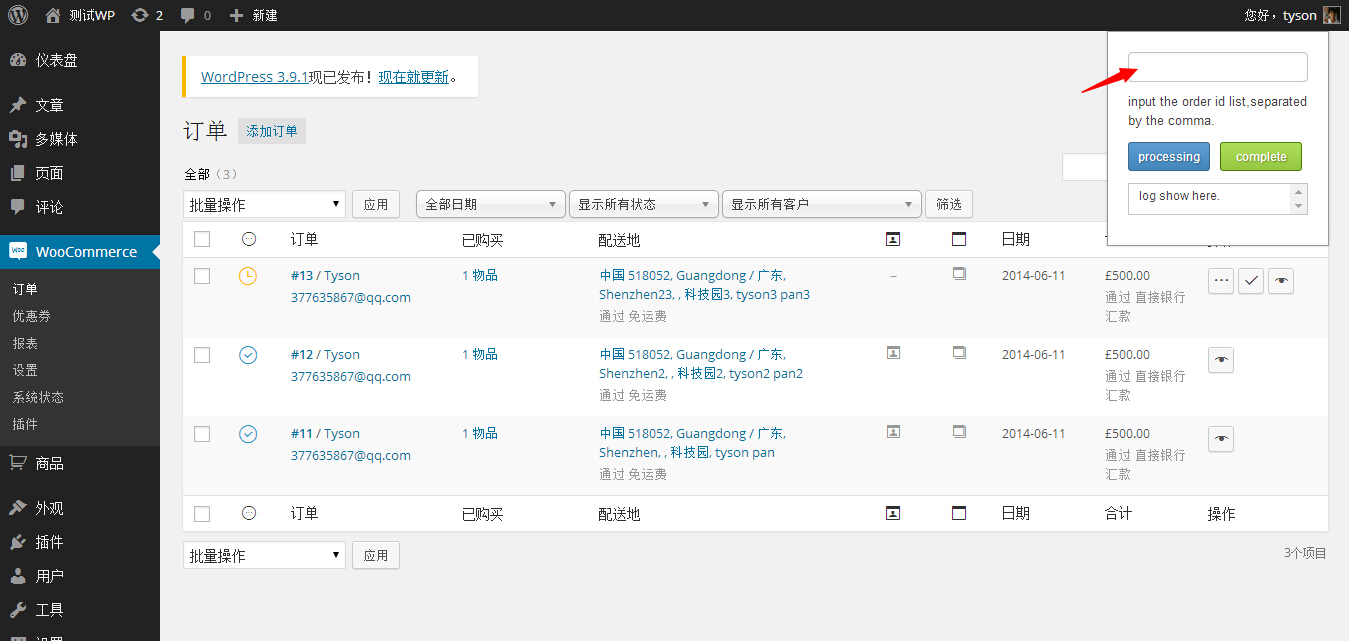 测试WP 2 0 新建 您好，tyson
仪表盘
文章
多媒体
页面
评论
WooCommerce
订单
优惠券
报表
设置
系统状态
插件
商品
外观
插件
用户
工具
WordPress 3.9.1现已发布！现在就更新。
订单 添加订单
全部（3）
批量操作 应用 全部日期 显示所有状态 显示所有客户 筛选
input the order id list,separated
by the comma.
processing complete
log show here.
订单 已购买 配送地 日期
#13 / Tyson 1 物品 中国 518052, Guangdong / 广东, – 2014-06-11 £500.00
377635867@qq.com Shenzhen23, , 科技园3, tyson3 pan3 通过 直接银行
通过 免运费 汇款
#12 / Tyson 1 物品 中国 518052, Guangdong / 广东, 2014-06-11 £500.00
377635867@qq.com Shenzhen2, , 科技园2, tyson2 pan2 通过 直接银行
通过 免运费 汇款
#11 / Tyson 1 物品 中国 518052, Guangdong / 广东, 2014-06-11 £500.00
377635867@qq.com Shenzhen, , 科技园, tyson pan 通过 直接银行
通过 免运费 汇款
订单 已购买 配送地 日期 合计 操作
批量操作 应用 3个项目